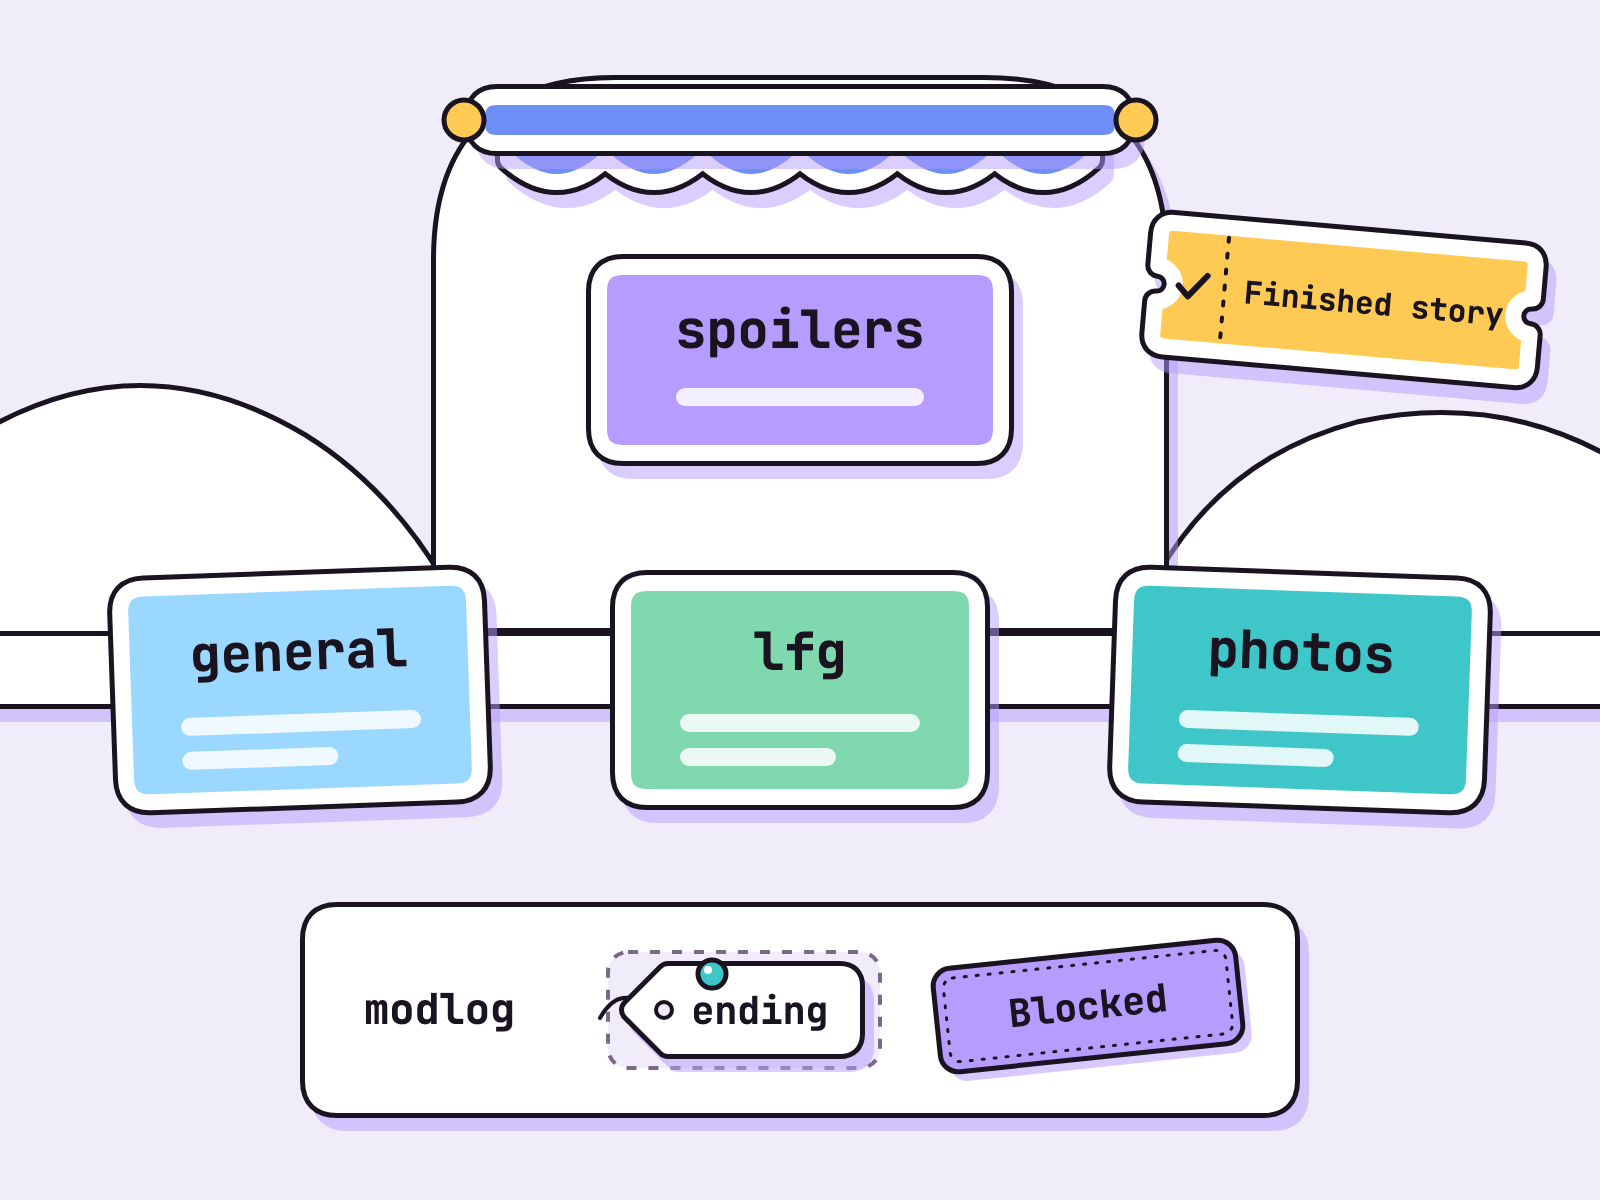 spoilers
Finished story
general
lfg
photos
modlog
ending
Blocked